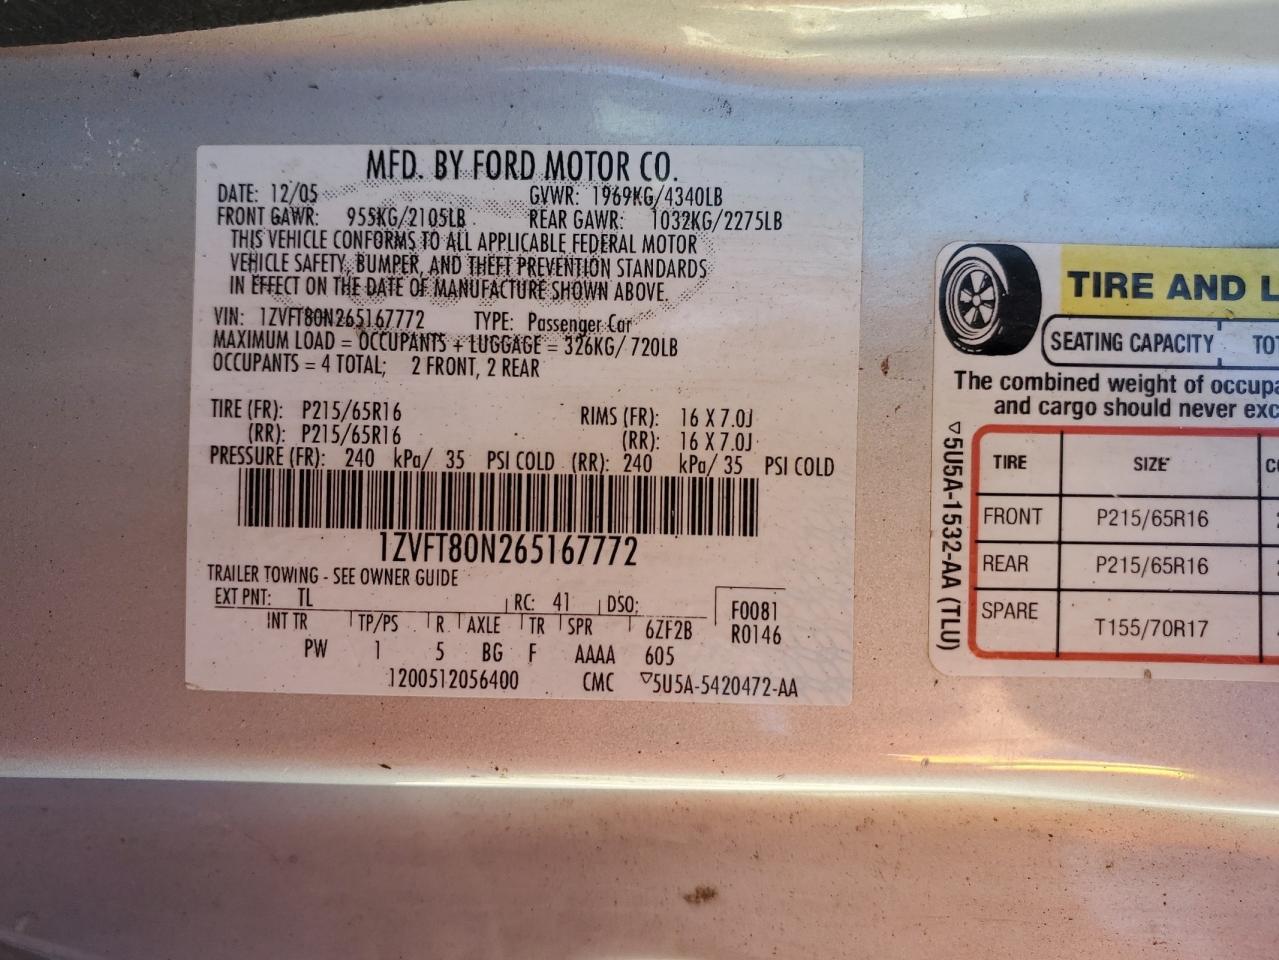 MFD. BY FORD MOTOR CO.
DATE: 12/05 GVWR: 1969KG/4340LB
FRONT GAWR: 955KG/2105LB REAR GAWR: 1032KG/2275LB
THIS VEHICLE CONFORMS TO ALL APPLICABLE FEDERAL MOTOR
VEHICLE SAFETY, BUMPER, AND THEFT PREVENTION STANDARDS
IN EFFECT ON THE DATE OF MANUFACTURE SHOWN ABOVE.
VIN: 1ZVFT80N265167772 TYPE: Passenger Car
MAXIMUM LOAD = OCCUPANTS + LUGGAGE = 326KG/720LB
OCCUPANTS = 4 TOTAL; 2 FRONT, 2 REAR
TIRE (FR): P215/65R16 RIMS (FR): 16 X 7.0J
(RR): P215/65R16 (RR): 16 X 7.0J
PRESSURE (FR): 240 kPa/ 35 PSI COLD (RR): 240 kPa/ 35 PSI COLD
1ZVFT80N265167772
TRAILER TOWING - SEE OWNER GUIDE
EXT PNT: TL RC: 41 DSO: F0081
INT TR TP/PS R AXLE TR SPR 6ZF2B R0146
PW 1 5 BG F AAAA 605
1200512056400 CMC ▽5U5A-5420472-AA
TIRE AND L
SEATING CAPACITY TOT
The combined weight of occupa
and cargo should never exc
▽5U5A-1532-AA (TLU)
TIRE SIZE CO
FRONT P215/65R16
REAR P215/65R16
SPARE T155/70R17